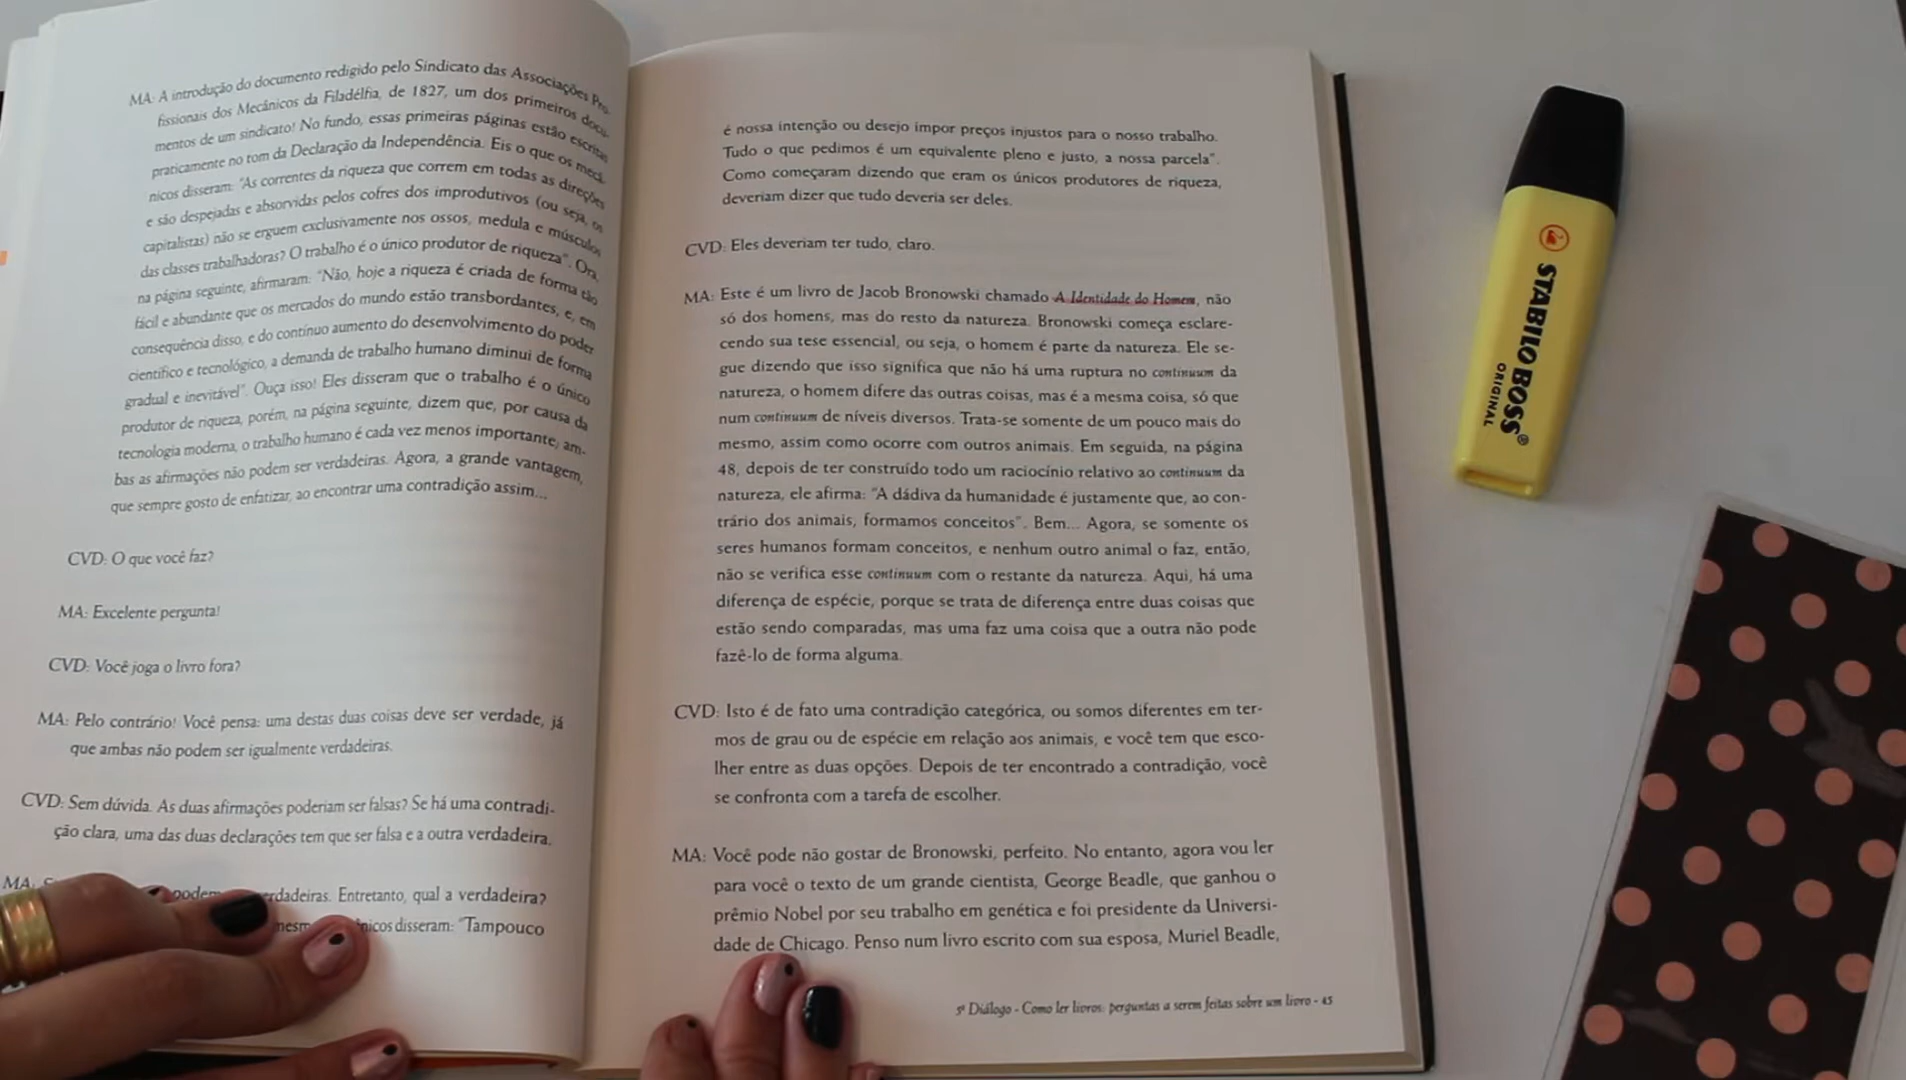 MA: A introdução do documento redigido pelo Sindicato das Associações Pro-
fissionais dos Mecânicos da Filadélfia, de 1827, um dos primeiros docu-
mentos de um sindicato! No fundo, essas primeiras páginas estão escritas
praticamente no tom da Declaração da Independência. Eis o que os mecâ-
nicos disseram: "As correntes da riqueza que correm em todas as direções
e são despejadas e absorvidas pelos cofres dos improdutivos (ou seja, os
capitalistas) não se erguem exclusivamente nos ossos, medula e músculos
das classes trabalhadoras? O trabalho é o único produtor de riqueza". Ora,
na página seguinte, afirmaram: "Não, hoje a riqueza é criada de forma tão
fácil e abundante que os mercados do mundo estão transbordantes, e, em
consequência disso, e do contínuo aumento do desenvolvimento do poder
científico e tecnológico, a demanda de trabalho humano diminui de forma
gradual e inevitável". Ouça isso! Eles disseram que o trabalho é o único
produtor de riqueza, porém, na página seguinte, dizem que, por causa da
tecnologia moderna, o trabalho humano é cada vez menos importante; am-
bas as afirmações não podem ser verdadeiras. Agora, a grande vantagem,
que sempre gosto de enfatizar, ao encontrar uma contradição assim...
CVD: O que você faz?
MA: Excelente pergunta!
CVD: Você joga o livro fora?
MA: Pelo contrário! Você pensa: uma destas duas coisas deve ser verdade, já
que ambas não podem ser igualmente verdadeiras.
CVD: Sem dúvida. As duas afirmações poderiam ser falsas? Se há uma contradi-
ção clara, uma das duas declarações tem que ser falsa e a outra verdadeira.
MA: podem rdadeiras. Entretanto, qual a verdadeira?
disseram: "Tampouco
é nossa intenção ou desejo impor preços injustos para o nosso trabalho.
Tudo o que pedimos é um equivalente pleno e justo, a nossa parcela".
Como começaram dizendo que eram os únicos produtores de riqueza,
deveriam dizer que tudo deveria ser deles.
CVD: Eles deveriam ter tudo, claro.
MA: Este é um livro de Jacob Bronowski chamado A Identidade do Homem, não
só dos homens, mas do resto da natureza. Bronowski começa esclare-
cendo sua tese essencial, ou seja, o homem é parte da natureza. Ele se-
gue dizendo que isso significa que não há uma ruptura no continuum da
natureza, o homem difere das outras coisas, mas é a mesma coisa, só que
num continuum de níveis diversos. Trata-se somente de um pouco mais do
mesmo, assim como ocorre com outros animais. Em seguida, na página
48, depois de ter construído todo um raciocínio relativo ao continuum da
natureza, ele afirma: "A dádiva da humanidade é justamente que, ao con-
trário dos animais, formamos conceitos". Bem... Agora, se somente os
seres humanos formam conceitos, e nenhum outro animal o faz, então,
não se verifica esse continuum com o restante da natureza. Aqui, há uma
diferença de espécie, porque se trata de diferença entre duas coisas que
estão sendo comparadas, mas uma faz uma coisa que a outra não pode
fazê-lo de forma alguma.
CVD: Isto é de fato uma contradição categórica, ou somos diferentes em ter-
mos de grau ou de espécie em relação aos animais, e você tem que esco-
lher entre as duas opções. Depois de ter encontrado a contradição, você
se confronta com a tarefa de escolher.
MA: Você pode não gostar de Bronowski, perfeito. No entanto, agora vou ler
para você o texto de um grande cientista, George Beadle, que ganhou o
prêmio Nobel por seu trabalho em genética e foi presidente da Universi-
dade de Chicago. Penso num livro escrito com sua esposa, Muriel Beadle,
5º Diálogo - Como ler livros: perguntas a serem feitas sobre um livro - 45
STABILO BOSS®
ORIGINAL